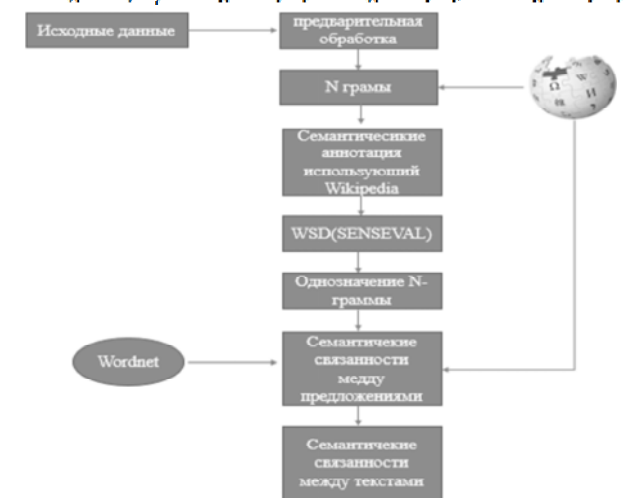 Исходные данные
предварительная
обработка
N грамы
Семантичесикие
аннотация
использующий
Wikipedia
WSD(SENSEVAL)
Однозначение N-
граммы
Wordnet
Семантичекие
связанности
медду
предложениями
Семантичекие
связанности
между текстами